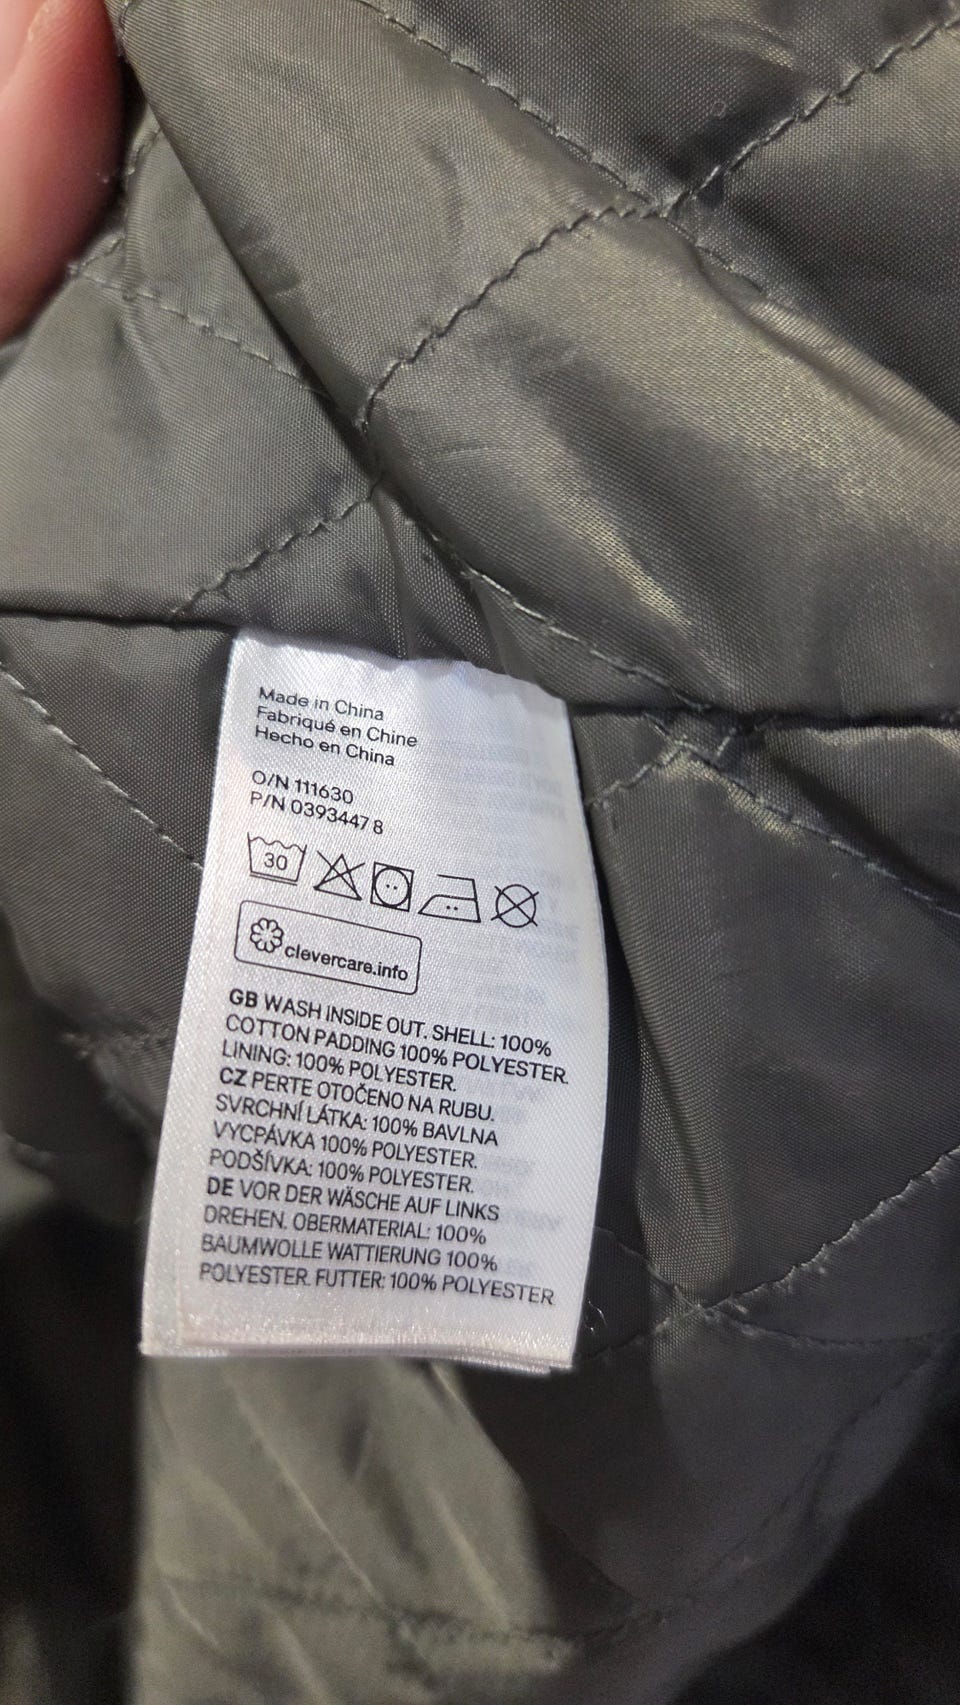 Made in China
Fabriqué en Chine
Hecho en China
O/N 111630
P/N 0393447 8
30
clevercare.info
GB WASH INSIDE OUT. SHELL: 100%
COTTON PADDING 100% POLYESTER.
LINING: 100% POLYESTER.
CZ PERTE OTOČENO NA RUBU.
SVRCHNÍ LÁTKA: 100% BAVLNA
VYCPÁVKA 100% POLYESTER.
PODŠÍVKA: 100% POLYESTER.
DE VOR DER WÄSCHE AUF LINKS
DREHEN. OBERMATERIAL: 100%
BAUMWOLLE WATTIERUNG 100%
POLYESTER. FUTTER: 100% POLYESTER